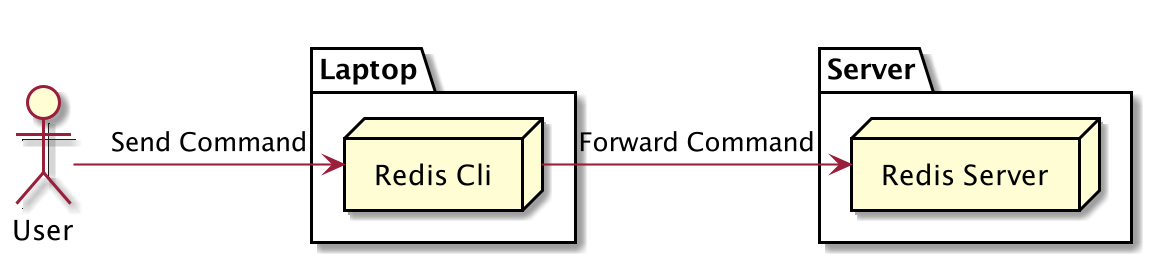 Laptop
Server
Send Command
Forward Command
Redis Cli
Redis Server
User